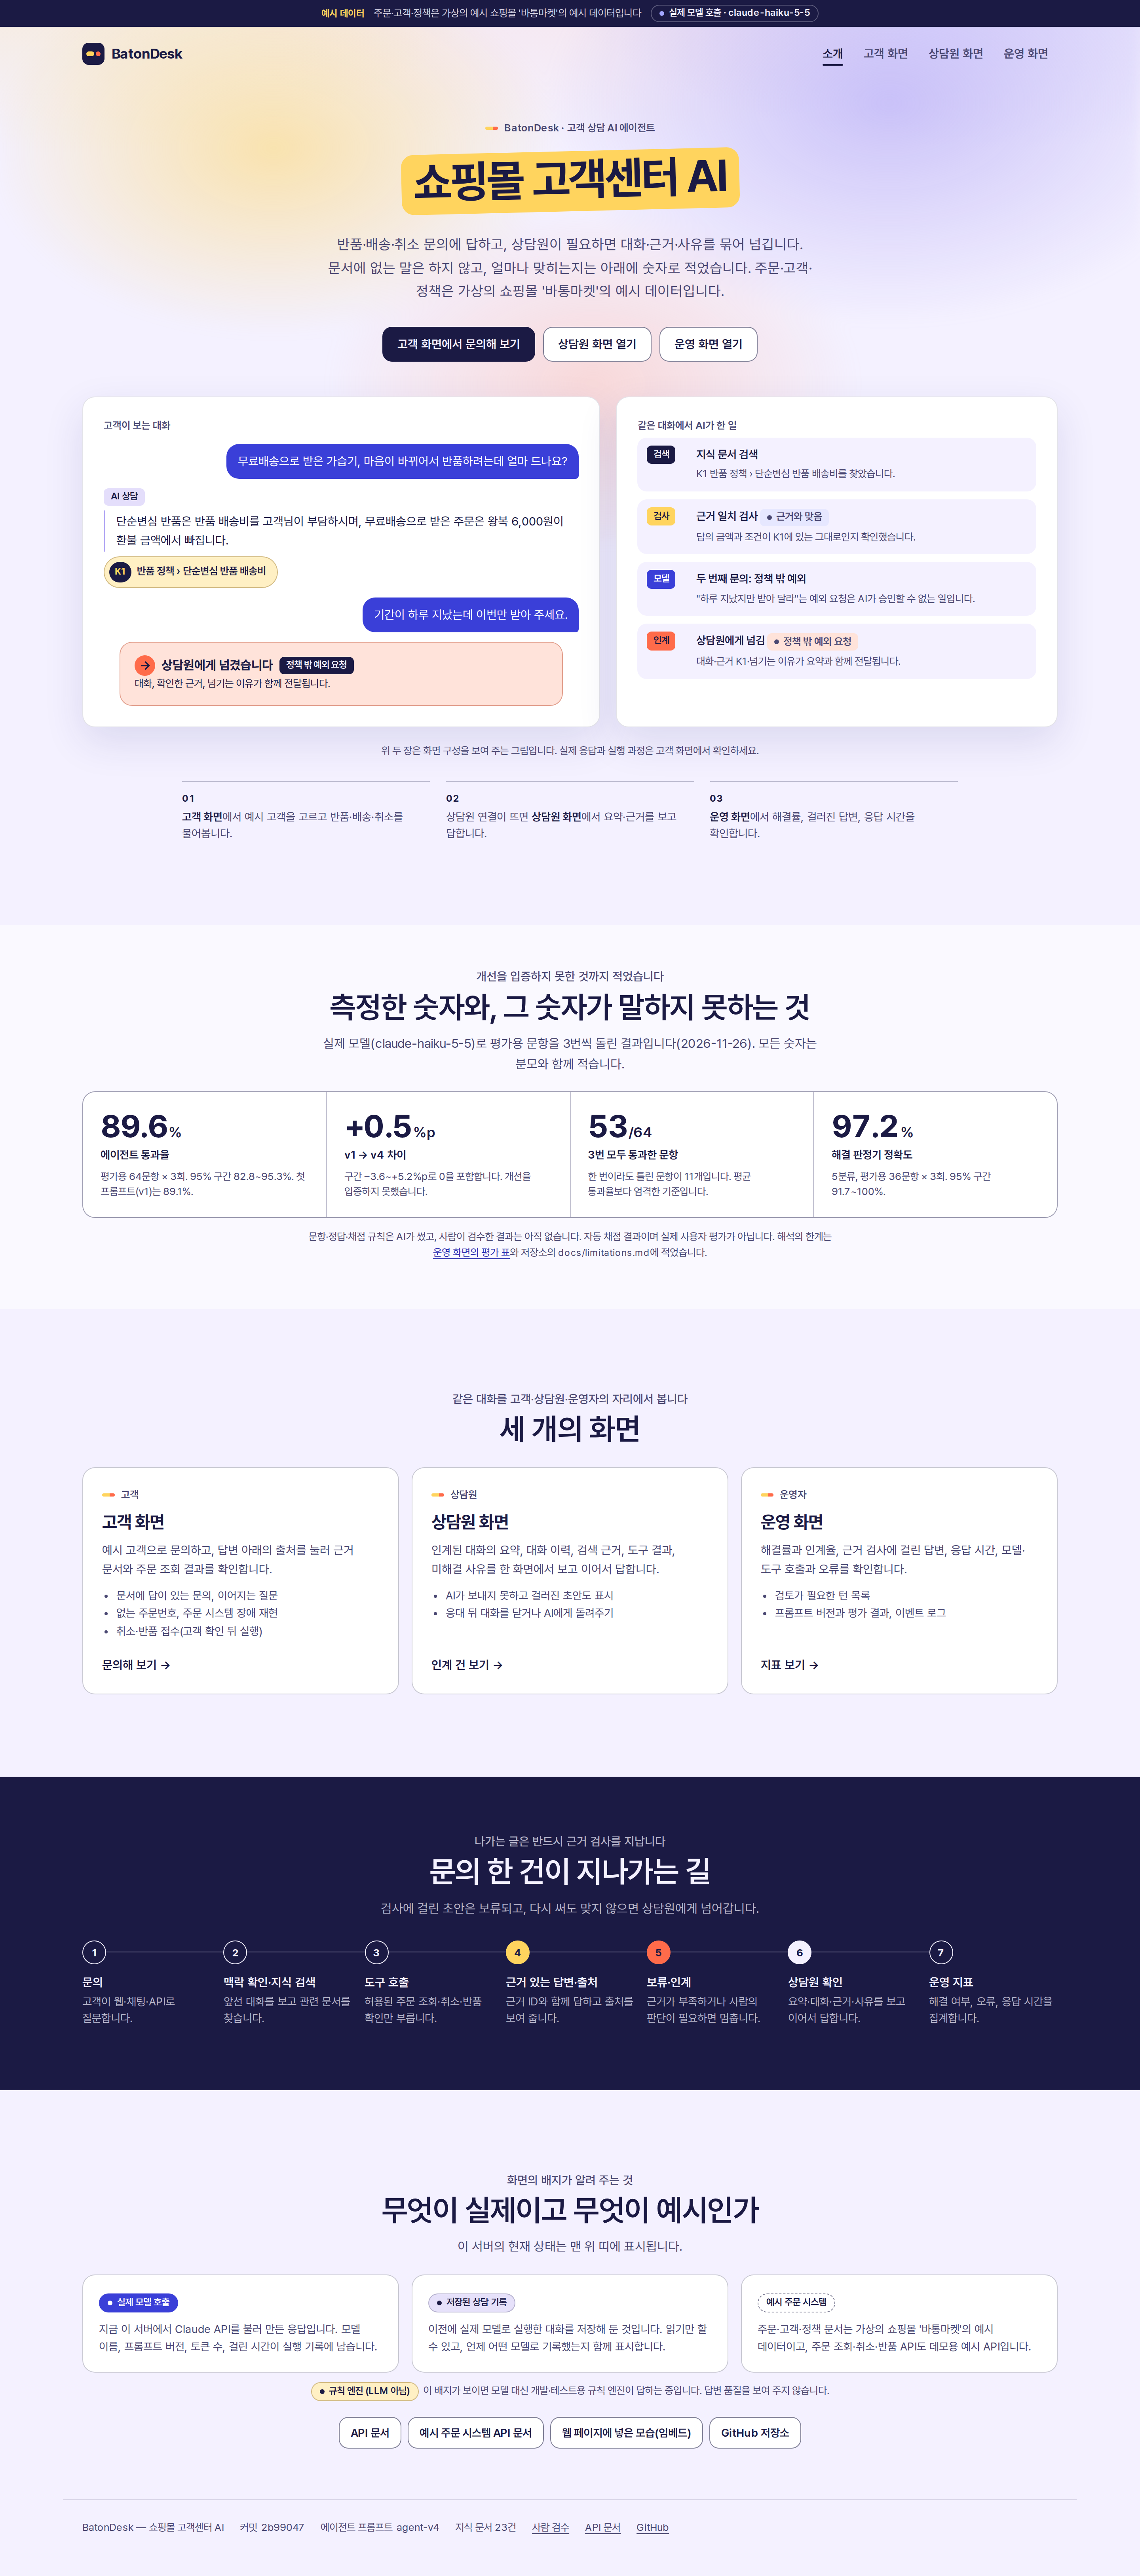 예시 데이터 주문·고객·정책은 가상의 예시 쇼핑몰 '바통마켓'의 예시 데이터입니다 실제 모델 호출 · claude-haiku-5-5
BatonDesk
소개 고객 화면 상담원 화면 운영 화면
BatonDesk · 고객 상담 AI 에이전트
쇼핑몰 고객센터 AI
반품·배송·취소 문의에 답하고, 상담원이 필요하면 대화·근거·사유를 묶어 넘깁니다.
문서에 없는 말은 하지 않고, 얼마나 맞히는지는 아래에 숫자로 적었습니다. 주문·고객·
정책은 가상의 쇼핑몰 '바통마켓'의 예시 데이터입니다.
고객 화면에서 문의해 보기 상담원 화면 열기 운영 화면 열기
고객이 보는 대화
무료배송으로 받은 가습기, 마음이 바뀌어서 반품하려는데 얼마 드나요?
AI 상담
단순변심 반품은 반품 배송비를 고객님이 부담하시며, 무료배송으로 받은 주문은 왕복 6,000원이
환불 금액에서 빠집니다.
K1 반품 정책 › 단순변심 반품 배송비
기간이 하루 지났는데 이번만 받아 주세요.
→ 상담원에게 넘겼습니다 정책 밖 예외 요청
대화, 확인한 근거, 넘기는 이유가 함께 전달됩니다.
같은 대화에서 AI가 한 일
검색 지식 문서 검색
K1 반품 정책 › 단순변심 반품 배송비를 찾았습니다.
검사 근거 일치 검사 근거와 맞음
답의 금액과 조건이 K1에 있는 그대로인지 확인했습니다.
모델 두 번째 문의: 정책 밖 예외
"하루 지났지만 받아 달라"는 예외 요청은 AI가 승인할 수 없는 일입니다.
인계 상담원에게 넘김 정책 밖 예외 요청
대화·근거 K1·넘기는 이유가 요약과 함께 전달됩니다.
위 두 장은 화면 구성을 보여 주는 그림입니다. 실제 응답과 실행 과정은 고객 화면에서 확인하세요.
01
고객 화면에서 예시 고객을 고르고 반품·배송·취소를
물어봅니다.
02
상담원 연결이 뜨면 상담원 화면에서 요약·근거를 보고
답합니다.
03
운영 화면에서 해결률, 걸러진 답변, 응답 시간을
확인합니다.
개선을 입증하지 못한 것까지 적었습니다
측정한 숫자와, 그 숫자가 말하지 못하는 것
실제 모델(claude-haiku-5-5)로 평가용 문항을 3번씩 돌린 결과입니다(2026-11-26). 모든 숫자는
분모와 함께 적습니다.
89.6%
에이전트 통과율
평가용 64문항 × 3회. 95% 구간 82.8~95.3%. 첫
프롬프트(v1)는 89.1%.
+0.5%p
v1 → v4 차이
구간 −3.6~+5.2%p로 0을 포함합니다. 개선을
입증하지 못했습니다.
53/64
3번 모두 통과한 문항
한 번이라도 틀린 문항이 11개입니다. 평균
통과율보다 엄격한 기준입니다.
97.2%
해결 판정기 정확도
5분류, 평가용 36문항 × 3회. 95% 구간
91.7~100%.
문항·정답·채점 규칙은 AI가 썼고, 사람이 검수한 결과는 아직 없습니다. 자동 채점 결과이며 실제 사용자 평가가 아닙니다. 해석의 한계는
운영 화면의 평가 표와 저장소의 docs/limitations.md에 적었습니다.
같은 대화를 고객·상담원·운영자의 자리에서 봅니다
세 개의 화면
고객
고객 화면
예시 고객으로 문의하고, 답변 아래의 출처를 눌러 근거
문서와 주문 조회 결과를 확인합니다.
• 문서에 답이 있는 문의, 이어지는 질문
• 없는 주문번호, 주문 시스템 장애 재현
• 취소·반품 접수(고객 확인 뒤 실행)
문의해 보기 →
상담원
상담원 화면
인계된 대화의 요약, 대화 이력, 검색 근거, 도구 결과,
미해결 사유를 한 화면에서 보고 이어서 답합니다.
• AI가 보내지 못하고 걸러진 초안도 표시
• 응대 뒤 대화를 닫거나 AI에게 돌려주기
인계 건 보기 →
운영자
운영 화면
해결률과 인계율, 근거 검사에 걸린 답변, 응답 시간, 모델·
도구 호출과 오류를 확인합니다.
• 검토가 필요한 턴 목록
• 프롬프트 버전과 평가 결과, 이벤트 로그
지표 보기 →
나가는 글은 반드시 근거 검사를 지납니다
문의 한 건이 지나가는 길
검사에 걸린 초안은 보류되고, 다시 써도 맞지 않으면 상담원에게 넘어갑니다.
1
문의
고객이 웹·채팅·API로
질문합니다.
2
맥락 확인·지식 검색
앞선 대화를 보고 관련 문서를
찾습니다.
3
도구 호출
허용된 주문 조회·취소·반품
확인만 부릅니다.
4
근거 있는 답변·출처
근거 ID와 함께 답하고 출처를
보여 줍니다.
5
보류·인계
근거가 부족하거나 사람의
판단이 필요하면 멈춥니다.
6
상담원 확인
요약·대화·근거·사유를 보고
이어서 답합니다.
7
운영 지표
해결 여부, 오류, 응답 시간을
집계합니다.
화면의 배지가 알려 주는 것
무엇이 실제이고 무엇이 예시인가
이 서버의 현재 상태는 맨 위 띠에 표시됩니다.
실제 모델 호출
지금 이 서버에서 Claude API를 불러 만든 응답입니다. 모델
이름, 프롬프트 버전, 토큰 수, 걸린 시간이 실행 기록에 남습니다.
저장된 상담 기록
이전에 실제 모델로 실행한 대화를 저장해 둔 것입니다. 읽기만 할
수 있고, 언제 어떤 모델로 기록했는지 함께 표시합니다.
예시 주문 시스템
주문·고객·정책 문서는 가상의 쇼핑몰 '바통마켓'의 예시
데이터이고, 주문 조회·취소·반품 API도 데모용 예시 API입니다.
규칙 엔진 (LLM 아님) 이 배지가 보이면 모델 대신 개발·테스트용 규칙 엔진이 답하는 중입니다. 답변 품질을 보여 주지 않습니다.
API 문서 예시 주문 시스템 API 문서 웹 페이지에 넣은 모습(임베드) GitHub 저장소
BatonDesk — 쇼핑몰 고객센터 AI 커밋 2b99047 에이전트 프롬프트 agent-v4 지식 문서 23건 사람 검수 API 문서 GitHub